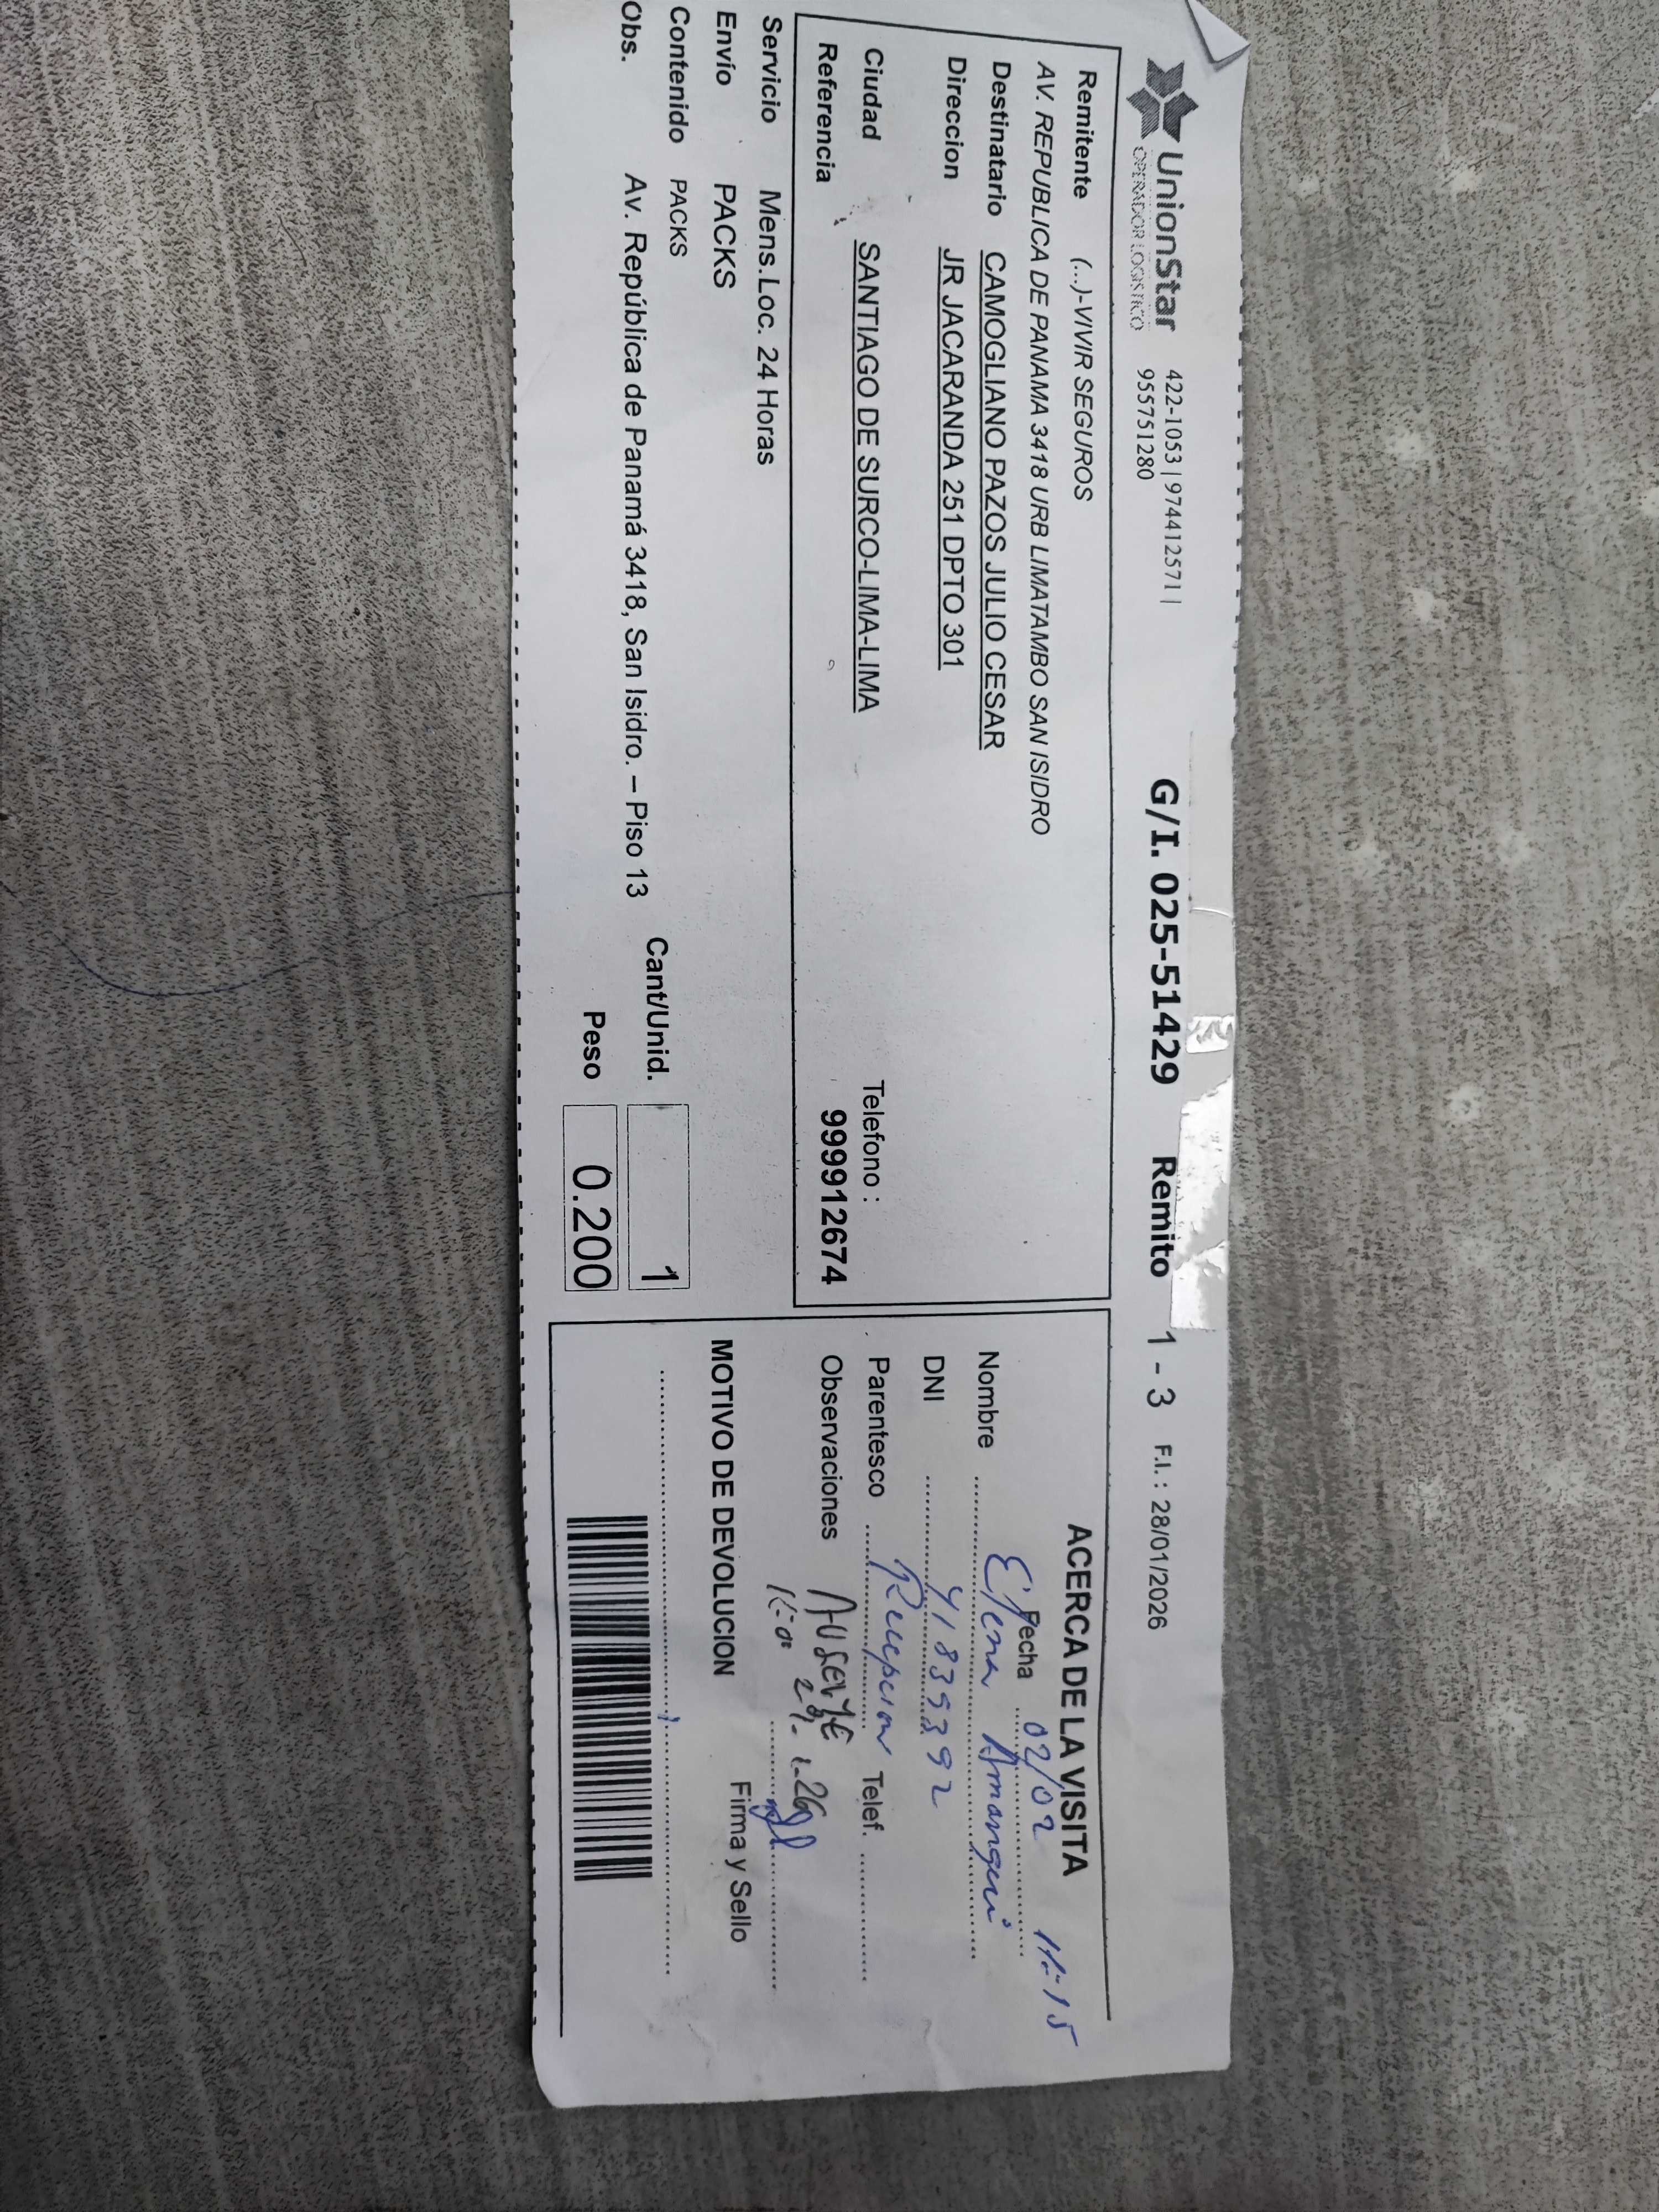 UnionStar
OPERADOR LOGISTICO
422-1053 | 974412571 |
955751280
G/I. 025-51429 Remito 1 - 3 F.I. : 28/01/2026
Remitente (...)-VIVIR SEGUROS
AV. REPUBLICA DE PANAMA 3418 URB LIMATAMBO SAN ISIDRO
Destinatario CAMOGLIANO PAZOS JULIO CESAR
Direccion JR JACARANDA 251 DPTO 301
Ciudad SANTIAGO DE SURCO-LIMA-LIMA
Telefono :
Referencia 999912674
Servicio Mens.Loc. 24 Horas
Envío PACKS
Contenido PACKS
Cant/Unid. 1
Obs. Av. República de Panamá 3418, San Isidro. – Piso 13
Peso 0.200
ACERCA DE LA VISITA
Fecha 02/02 11:15
Nombre Elena
DNI 41839392
Parentesco Recepcion Telef.
Observaciones AUSENTE
MOTIVO DE DEVOLUCION Firma y Sello